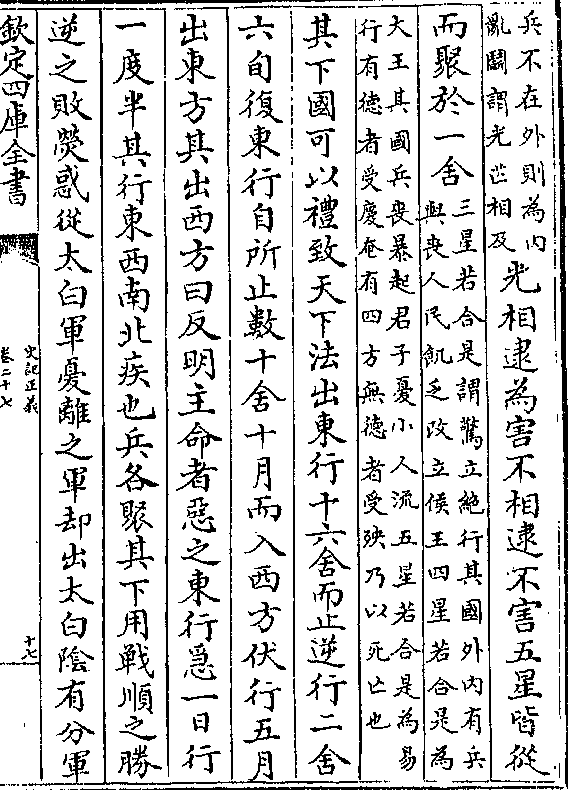 兵不在外則為内
亂鬭謂光芒相及
光相逮為害不相逮不害五星皆從
而聚於一舍
三星若合是謂驚立絶行其國外内有兵
與喪人民飢乏改立侯王四星若合是為
大王其國兵喪暴起君子憂小人流五星若合是為易
行有德者受慶奄有四方無德者受殃乃以死亡也
其下國可以禮致天下法出東行十六舍而止逆行二舍
六旬復東行自所止數十舍十月而入西方伏行五月
出東方其出西方曰反明主命者惡之東行急一日行
一度半其行東西南北疾也兵各聚其下用戰順之勝
逆之敗熒惑從太白軍憂離之軍却出太白陰有分軍
欽定四庫全書
史記正義
卷二十七
十七